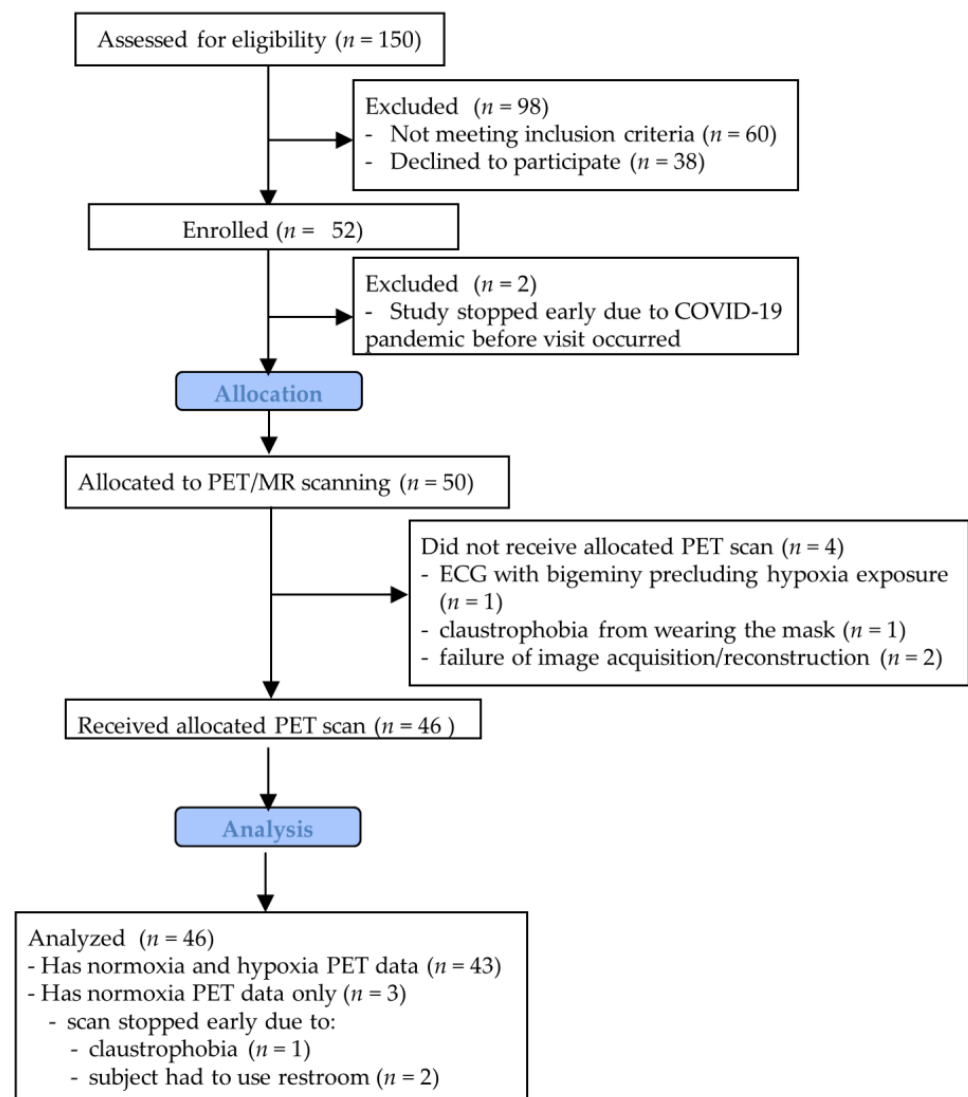 Assessed for eligibility (n = 150)
Excluded (n = 98)
- Not meeting inclusion criteria (n = 60)
- Declined to participate (n = 38)
Enrolled (n = 52)
Excluded (n = 2)
- Study stopped early due to COVID-19
pandemic before visit occurred
Allocation
Allocated to PET/MR scanning (n = 50)
Did not receive allocated PET scan (n = 4)
- ECG with bigeminy precluding hypoxia exposure
(n = 1)
- claustrophobia from wearing the mask (n = 1)
- failure of image acquisition/reconstruction (n = 2)
Received allocated PET scan (n = 46 )
Analysis
Analyzed (n = 46)
- Has normoxia and hypoxia PET data (n = 43)
- Has normoxia PET data only (n = 3)
- scan stopped early due to:
- claustrophobia (n = 1)
- subject had to use restroom (n = 2)